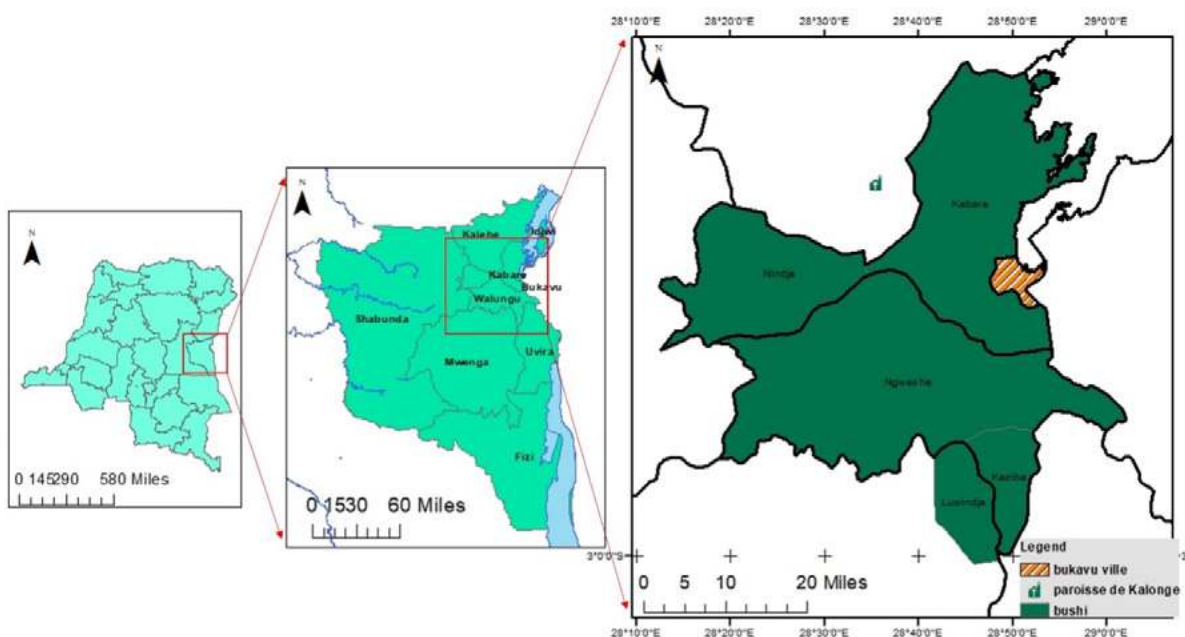 N
0 145290 580 Miles
N
Kalehe
Idjwi
Kabare
Bukavu
Walungu
Shabunda
Uvira
Mwenga
Fizi
0 1530 60 Miles
28°10'0"E 28°20'0"E 28°30'0"E 28°40'0"E 28°50'0"E 29°0'0"E
N
Kabare
Nindja
Ngweshe
Kaziba
Luwindja
3°0'0"S
Legend
bukavu ville
paroisse de Kalonge
bushi
0 5 10 20 Miles
28°10'0"E 28°20'0"E 28°30'0"E 28°40'0"E 28°50'0"E 29°0'0"E